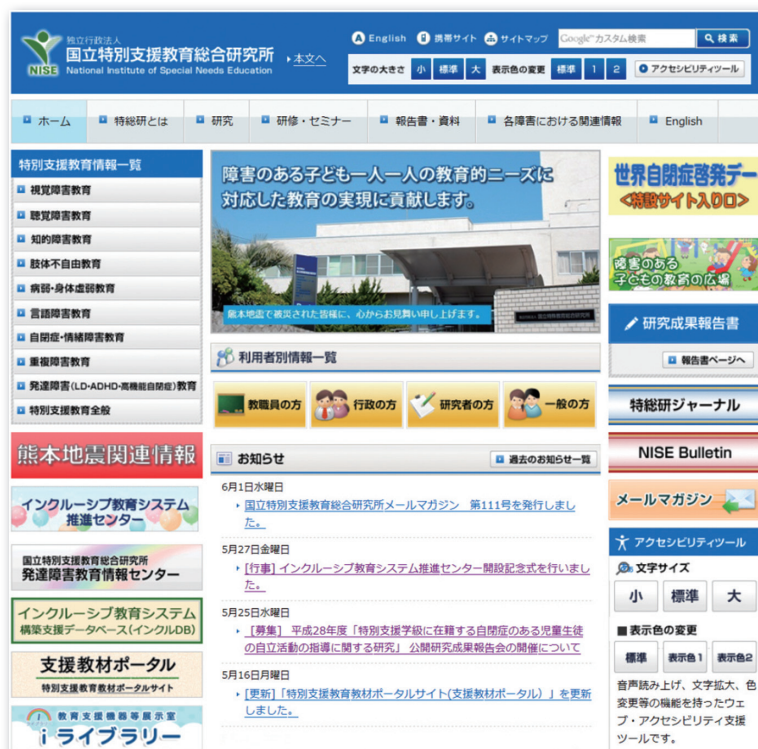 独立行政法人
国立特別支援教育総合研究所
National Institute of Special Needs Education
NISE
本文へ
English
携帯サイト
サイトマップ
Google カスタム検索
検索
文字の大きさ 小 標準 大 表示色の変更 標準 1 2 アクセシビリティツール
ホーム
特総研とは
研究
研修・セミナー
報告書・資料
各障害における関連情報
English
特別支援教育情報一覧
視覚障害教育
聴覚障害教育
知的障害教育
肢体不自由教育
病弱・身体虚弱教育
言語障害教育
自閉症・情緒障害教育
重複障害教育
発達障害(LD・ADHD・高機能自閉症)教育
特別支援教育全般
熊本地震関連情報
インクルーシブ教育システム
推進センター
国立特別支援教育総合研究所
発達障害教育情報センター
インクルーシブ教育システム
構築支援データベース(インクルDB)
支援教材ポータル
特別支援教育教材ポータルサイト
教育支援機器等展示室
iライブラリー
障害のある子ども一人一人の教育的ニーズに
対応した教育の実現に貢献します。
熊本地震で被災された皆様に、心からお見舞い申し上げます。
利用者別情報一覧
教職員の方
行政の方
研究者の方
一般の方
お知らせ
過去のお知らせ一覧
6月1日水曜日
国立特別支援教育総合研究所メールマガジン 第111号を発行しまし
た。
5月27日金曜日
[行事] インクルーシブ教育システム推進センター開設記念式を行いまし
た。
5月25日水曜日
[募集] 平成28年度「特別支援学級に在籍する自閉症のある児童生徒
の自立活動の指導に関する研究」 公開研究成果報告会の開催について
5月16日月曜日
[更新]「特別支援教育教材ポータルサイト(支援教材ポータル)」を更新
しました。
世界自閉症啓発デー
<特設サイト入り口>
障害のある
子どもの教育の広場
研究成果報告書
報告書ページへ
特総研ジャーナル
NISE Bulletin
メールマガジン
アクセシビリティツール
文字サイズ
小 標準 大
■表示色の変更
標準 表示色1 表示色2
音声読み上げ、文字拡大、色
変更等の機能を持ったウェ
ブ・アクセシビリティ支援
ツールです。